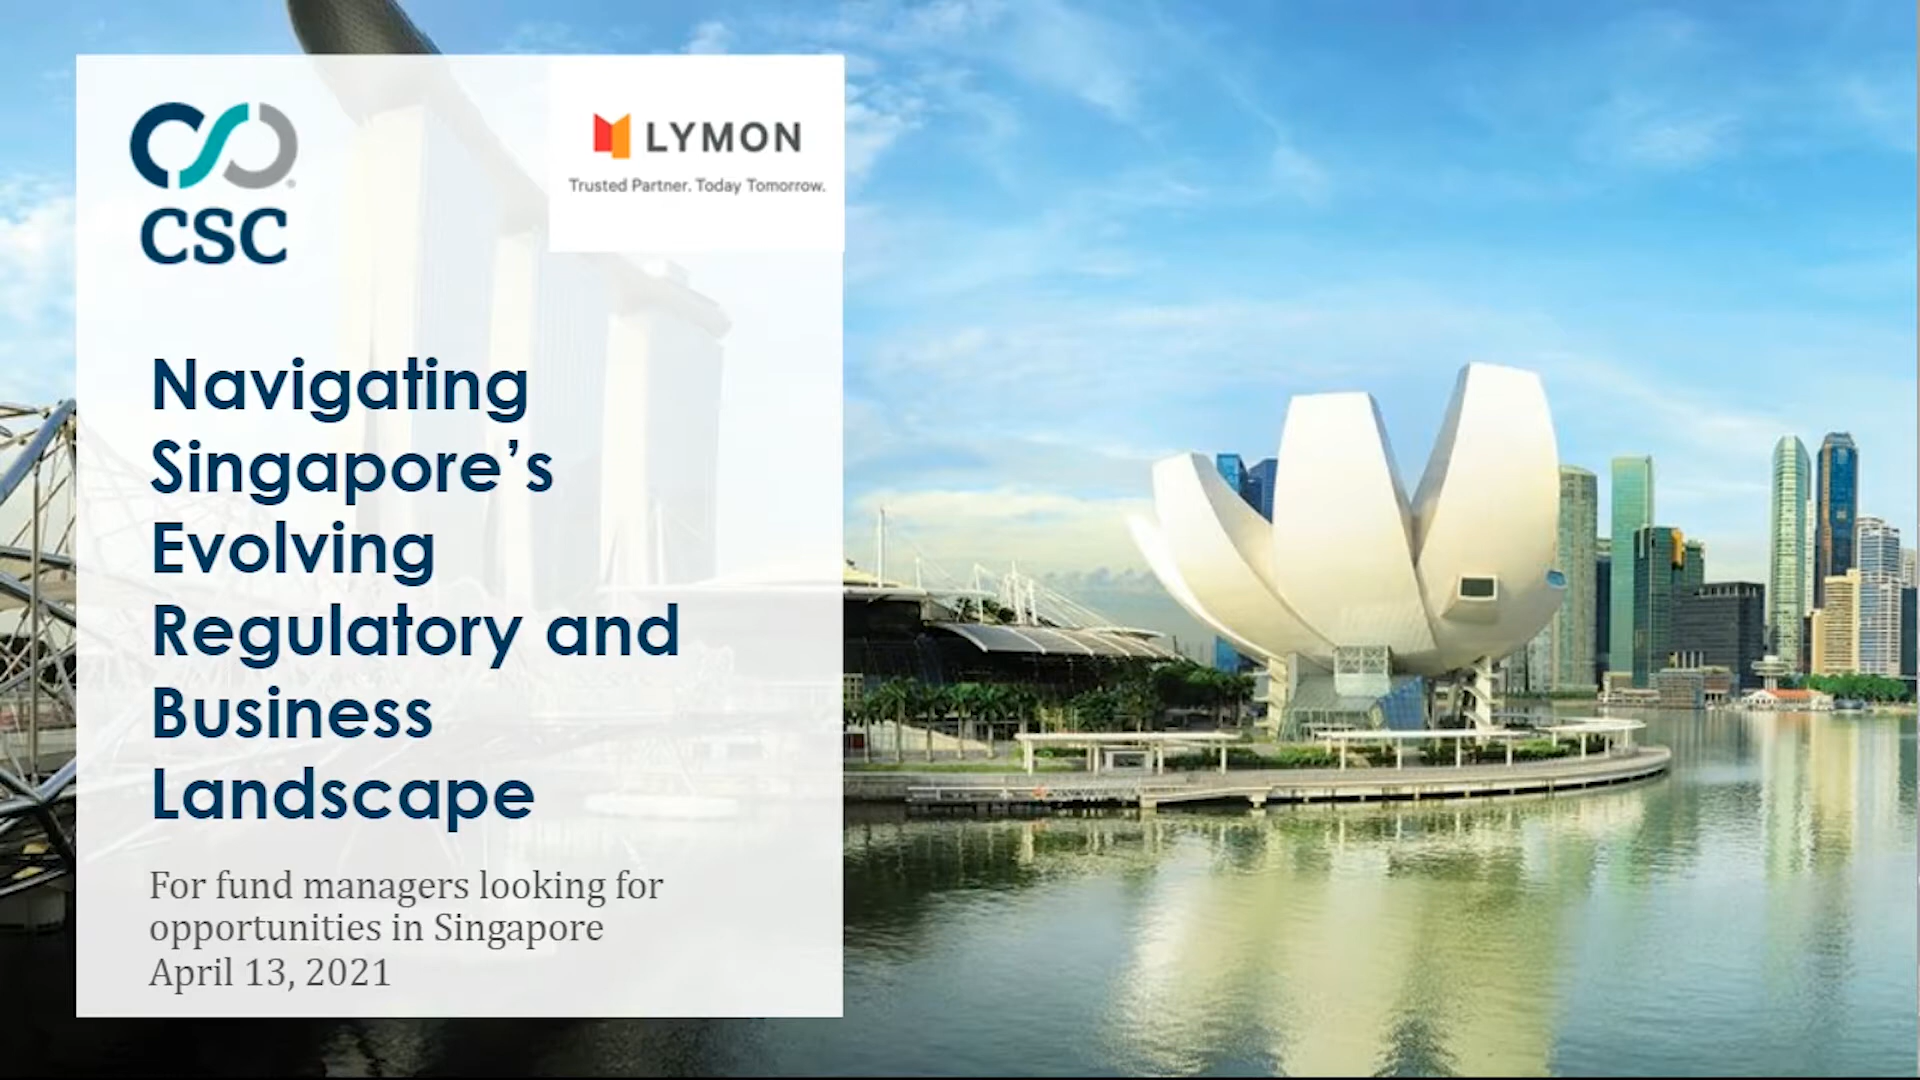 CSC
LYMON
Trusted Partner. Today Tomorrow.
Navigating
Singapore’s
Evolving
Regulatory and
Business
Landscape
For fund managers looking for
opportunities in Singapore
April 13, 2021